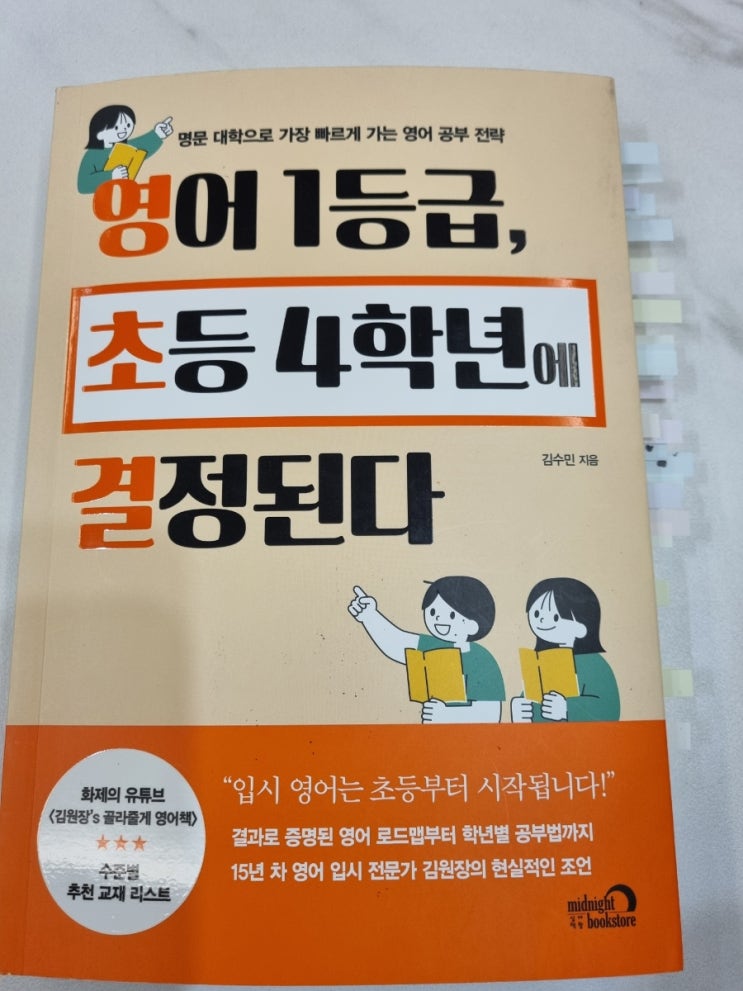 명문 대학으로 가장 빠르게 가는 영어 공부 전략
영어 1등급,
초등 4학년에
결정된다
김수민 지음
화제의 유튜브
〈김원장's 골라줄게 영어책〉
★★★
수준별
추천 교재 리스트
“입시 영어는 초등부터 시작됩니다!”
결과로 증명된 영어 로드맵부터 학년별 공부법까지
15년 차 영어 입시 전문가 김원장의 현실적인 조언
midnight
bookstore
심야
책방